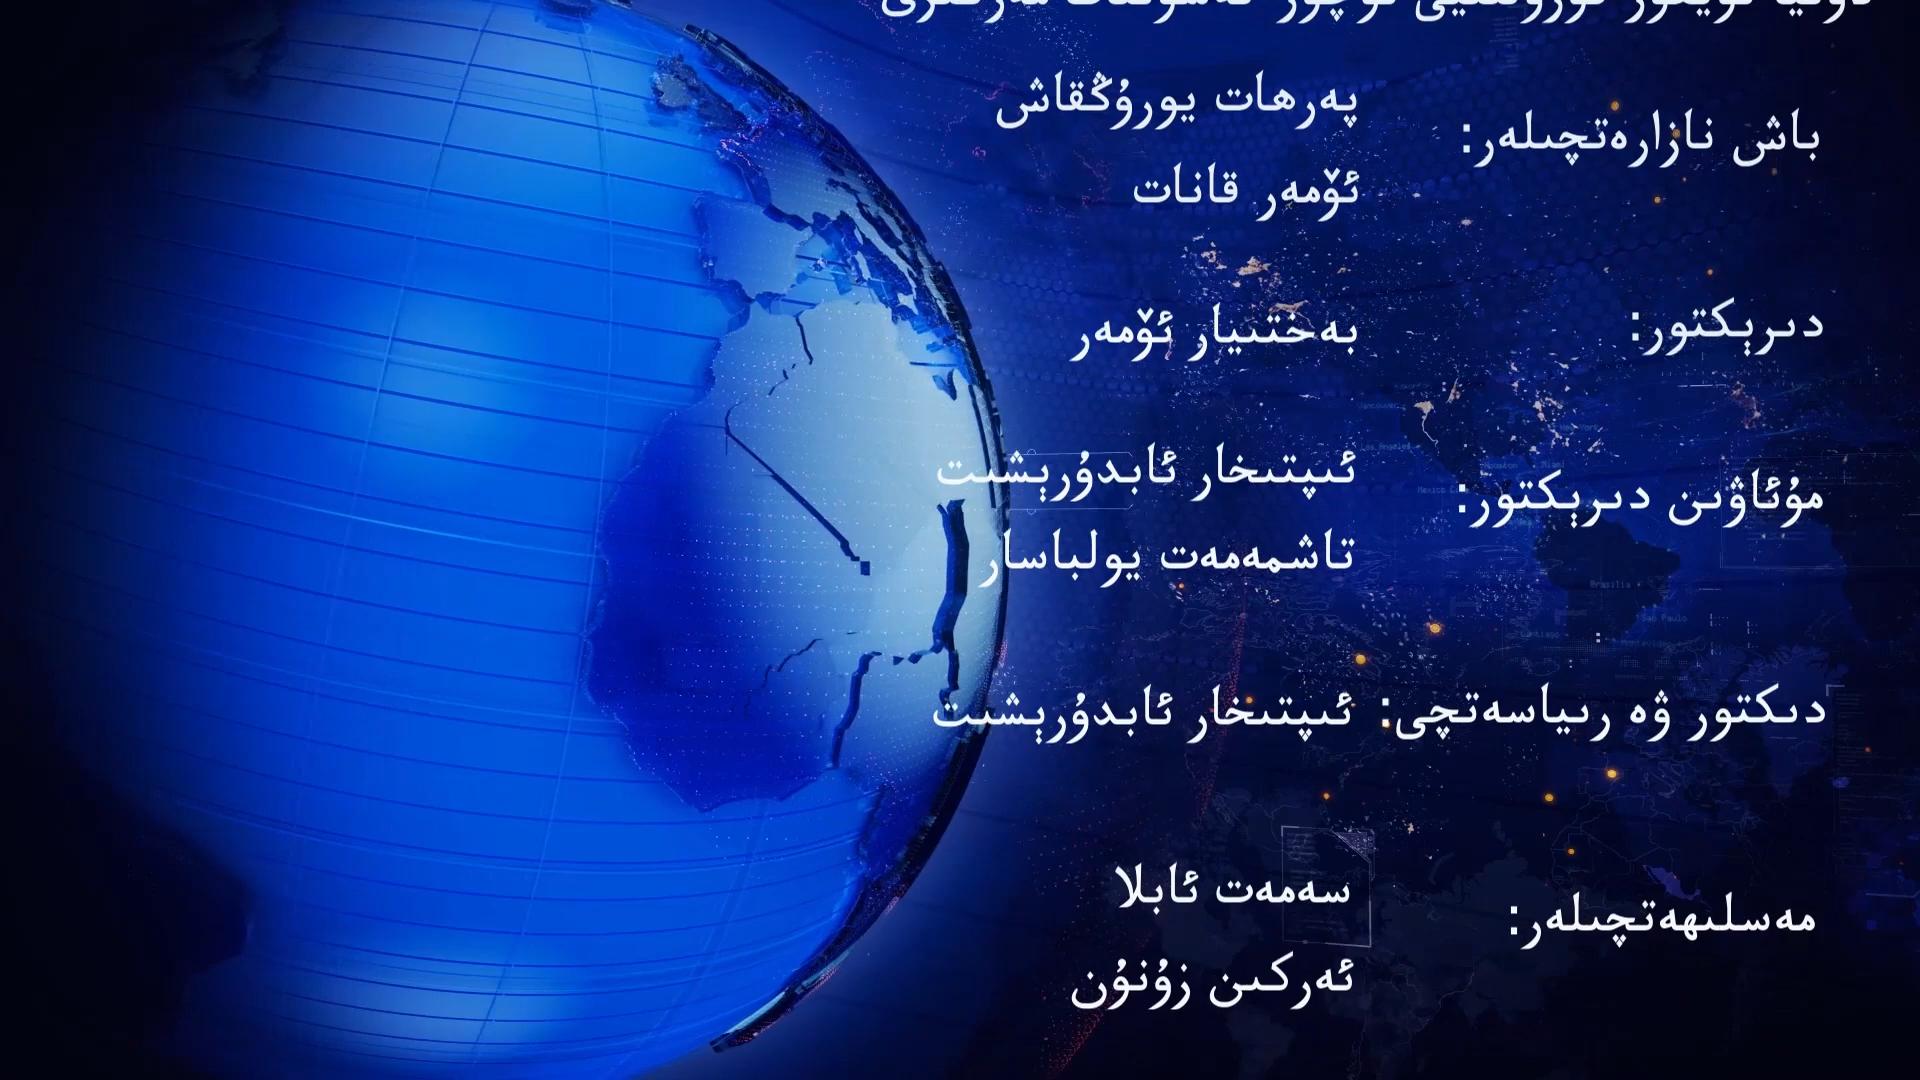 باش نازارەتچىلەر:
پەرھات يورۇڭقاش
ئۆمەر قانات
دىرېكتور:
بەختىيار ئۆمەر
مۇئاۋىن دىرېكتور:
ئىپتىخار ئابدۇرېشىت
تاشمەمەت يولباسار
دىكتور ۋە رىياسەتچى: ئىپتىخار ئابدۇرېشىت
مەسلىھەتچىلەر:
سەمەت ئابلا
ئەركىن زۇنۇن